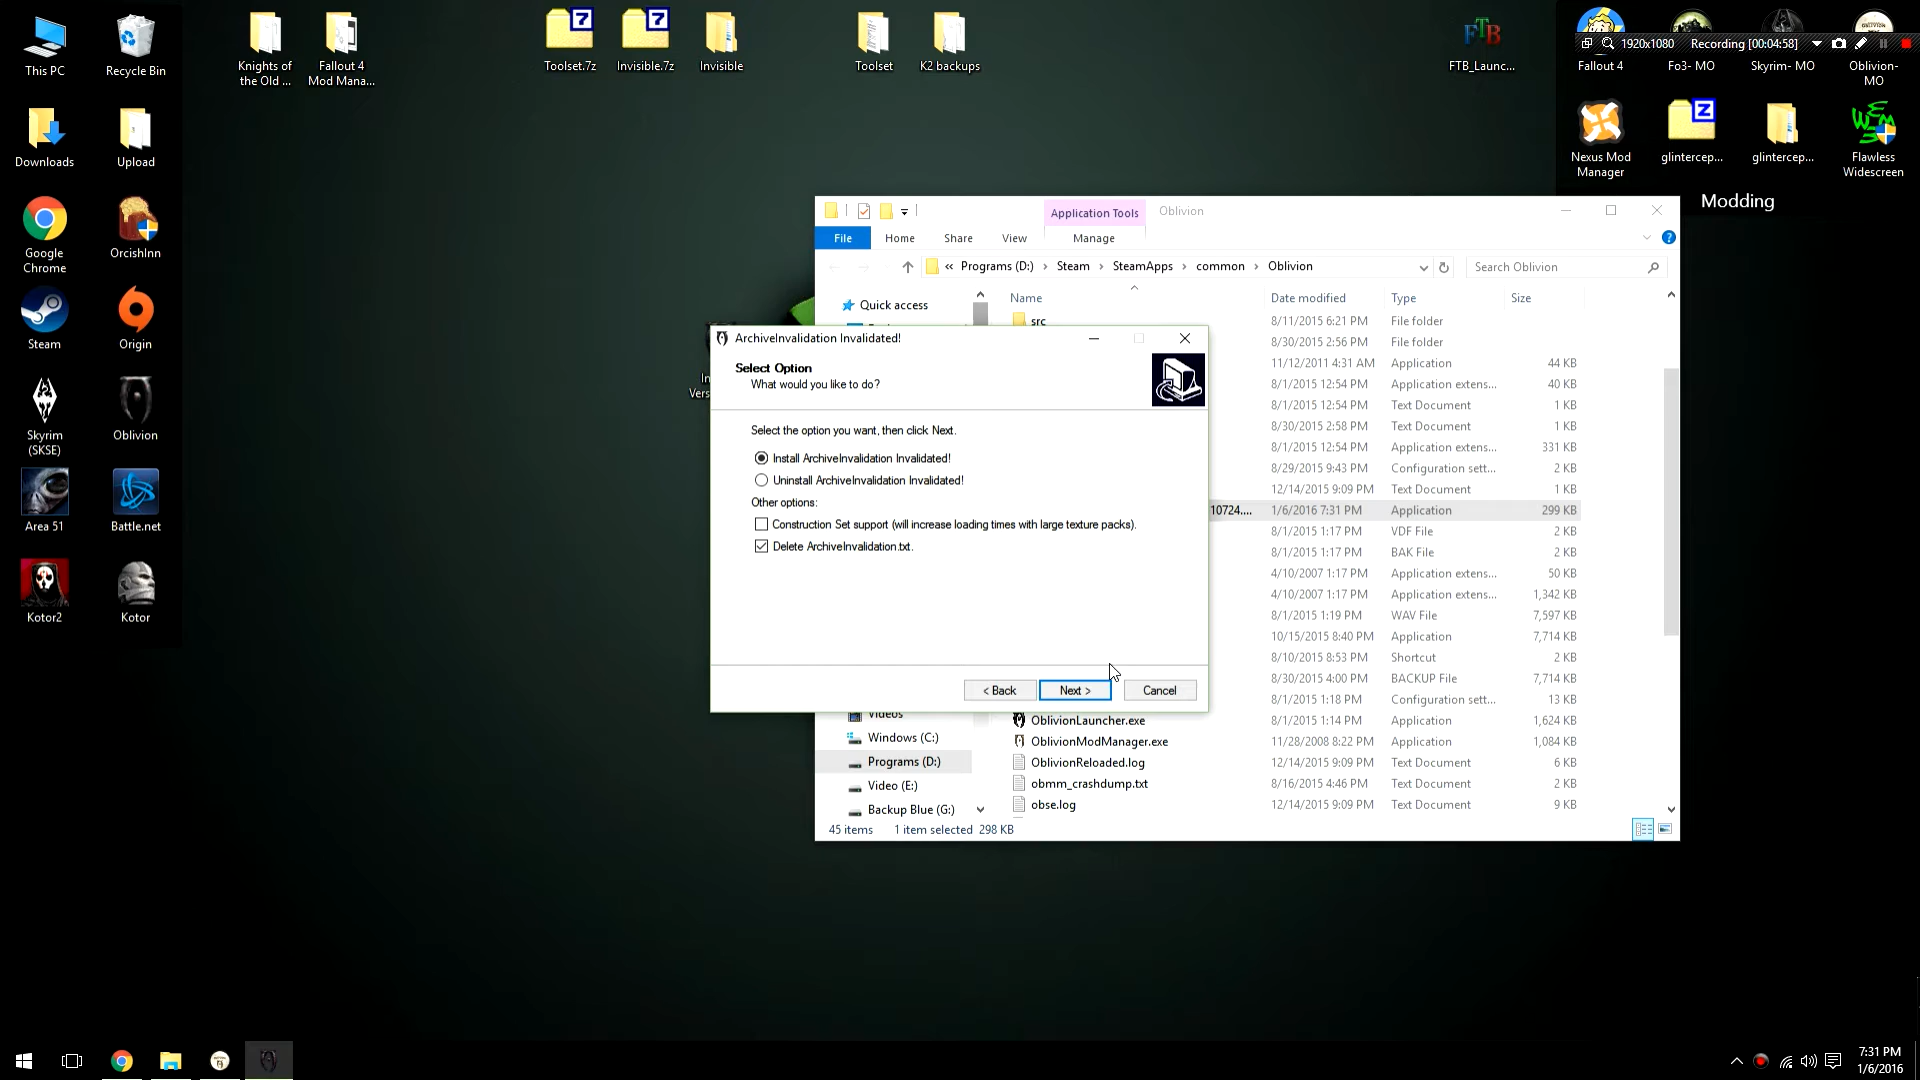 This PC
Recycle Bin
Knights of
the Old ...
Fallout 4
Mod Mana...
Toolset.7z
Invisible.7z
Invisible
Toolset
K2 backups
FTB_Launc...
1920x1080
Recording [00:04:58]
Fallout 4
Fo3- MO
Skyrim- MO
Oblivion-
MO
Downloads
Upload
Nexus Mod
Manager
glintercep...
glintercep...
Flawless
Widescreen
Modding
Google
Chrome
OrcishInn
Steam
Origin
Skyrim
(SKSE)
Oblivion
Area 51
Battle.net
Kotor2
Kotor
Application Tools
Oblivion
File
Home
Share
View
Manage
« Programs (D:) › Steam › SteamApps › common › Oblivion
Search Oblivion
Quick access
Name
Date modified
Type
Size
src
8/11/2015 6:21 PM File folder
8/30/2015 2:56 PM File folder
11/12/2011 4:31 AM Application 44 KB
8/1/2015 12:54 PM Application extens... 40 KB
8/1/2015 12:54 PM Text Document 1 KB
8/30/2015 2:58 PM Text Document 1 KB
8/1/2015 12:54 PM Application extens... 331 KB
8/29/2015 9:43 PM Configuration sett... 2 KB
12/14/2015 9:09 PM Text Document 1 KB
10724.... 1/6/2016 7:31 PM Application 299 KB
8/1/2015 1:17 PM VDF File 2 KB
8/1/2015 1:17 PM BAK File 2 KB
4/10/2007 1:17 PM Application extens... 50 KB
4/10/2007 1:17 PM Application extens... 1,342 KB
8/1/2015 1:19 PM WAV File 7,597 KB
10/15/2015 8:40 PM Application 7,714 KB
8/10/2015 8:53 PM Shortcut 2 KB
8/30/2015 4:00 PM BACKUP File 7,714 KB
8/1/2015 1:18 PM Configuration sett... 13 KB
OblivionLauncher.exe 8/1/2015 1:14 PM Application 1,624 KB
OblivionModManager.exe 11/28/2008 8:22 PM Application 1,084 KB
OblivionReloaded.log 12/14/2015 9:09 PM Text Document 6 KB
obmm_crashdump.txt 8/16/2015 4:46 PM Text Document 2 KB
obse.log 12/14/2015 9:09 PM Text Document 9 KB
Videos
Windows (C:)
Programs (D:)
Video (E:)
Backup Blue (G:)
45 items 1 item selected 298 KB
In
Vers
ArchiveInvalidation Invalidated!
Select Option
What would you like to do?
Select the option you want, then click Next.
Install ArchiveInvalidation Invalidated!
Uninstall ArchiveInvalidation Invalidated!
Other options:
Construction Set support (will increase loading times with large texture packs).
Delete ArchiveInvalidation.txt.
< Back
Next >
Cancel
7:31 PM
1/6/2016